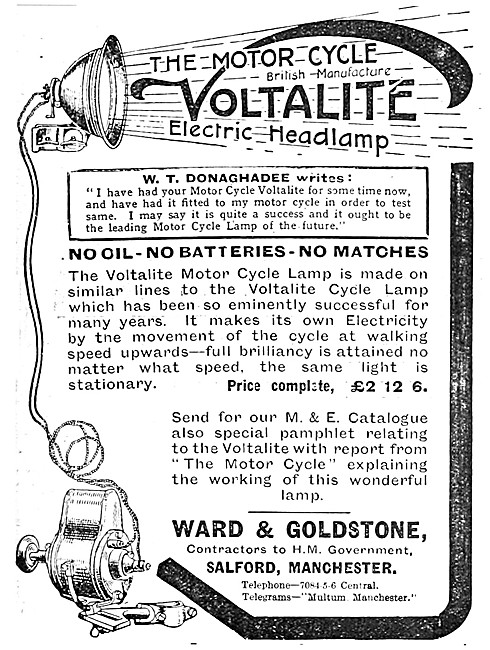 THE MOTOR CYCLE
British Manufacture
VOLTALITE
Electric Headlamp
W. T. DONAGHADEE writes:
"I have had your Motor Cycle Voltalite for some time now,
and have had it fitted to my motor cycle in order to test
same. I may say it is quite a success and it ought to be
the leading Motor Cycle Lamp of the future."
NO OIL - NO BATTERIES - NO MATCHES
The Voltalite Motor Cycle Lamp is made on
similar lines to the Voltalite Cycle Lamp
which has been so eminently successful for
many years. It makes its own Electricity
by the movement of the cycle at walking
speed upwards—full brilliancy is attained no
matter what speed, the same light is
stationary. Price complete, £2 12 6.
Send for our M. & E. Catalogue
also special pamphlet relating
to the Voltalite with report from
"The Motor Cycle" explaining
the working of this wonderful
lamp.
WARD & GOLDSTONE,
Contractors to H.M. Government,
SALFORD, MANCHESTER.
Telephone—7084-5-6 Central.
Telegrams—"Multum Manchester."